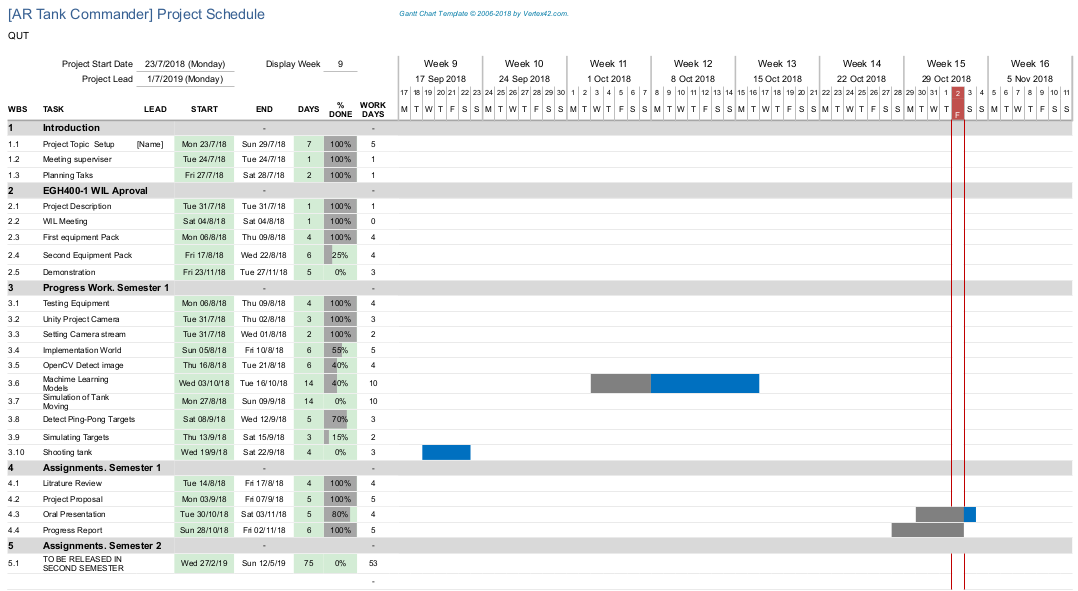 [AR Tank Commander] Project Schedule
Gantt Chart Template © 2006-2018 by Vertex42.com.
QUT
Project Start Date 23/7/2018 (Monday) Display Week 9 Week 9 Week 10 Week 11 Week 12 Week 13 Week 14 Week 15 Week 16
Project Lead 1/7/2019 (Monday) 17 Sep 2018 24 Sep 2018 1 Oct 2018 8 Oct 2018 15 Oct 2018 22 Oct 2018 29 Oct 2018 5 Nov 2018
17 18 19 20 21 22 23 24 25 26 27 28 29 30 1 2 3 4 5 6 7 8 9 10 11 12 13 14 15 16 17 18 19 20 21 22 23 24 25 26 27 28 29 30 31 1 2 3 4 5 6 7 8 9 10 11
WBS TASK LEAD START END DAYS % DONE WORK DAYS M T W T F S S M T W T F S S M T W T F S S M T W T F S S M T W T F S S M T W T F S S M T W T F S S M T W T F S S
1 Introduction - -
1.1 Project Topic Setup [Name] Mon 23/7/18 Sun 29/7/18 7 100% 5
1.2 Meeting superviser Tue 24/7/18 Tue 24/7/18 1 100% 1
1.3 Planning Taks Fri 27/7/18 Sat 28/7/18 2 100% 1
2 EGH400-1 WIL Aproval - -
2.1 Project Description Tue 31/7/18 Tue 31/7/18 1 100% 1
2.2 WIL Meeting Sat 04/8/18 Sat 04/8/18 1 100% 0
2.3 First equipment Pack Mon 06/8/18 Thu 09/8/18 4 100% 4
2.4 Second Equipment Pack Fri 17/8/18 Wed 22/8/18 6 25% 4
2.5 Demonstration Fri 23/11/18 Tue 27/11/18 5 0% 3
3 Progress Work. Semester 1 - -
3.1 Testing Equipment Mon 06/8/18 Thu 09/8/18 4 100% 4
3.2 Unity Project Camera Tue 31/7/18 Thu 02/8/18 3 100% 3
3.3 Setting Camera stream Tue 31/7/18 Wed 01/8/18 2 100% 2
3.4 Implementation World Sun 05/8/18 Fri 10/8/18 6 55% 5
3.5 OpenCV Detect image Thu 16/8/18 Tue 21/8/18 6 40% 4
3.6 Machime Learning Models Wed 03/10/18 Tue 16/10/18 14 40% 10
3.7 Simulation of Tank Moving Mon 27/8/18 Sun 09/9/18 14 0% 10
3.8 Detect Ping-Pong Targets Sat 08/9/18 Wed 12/9/18 5 70% 3
3.9 Simulating Targets Thu 13/9/18 Sat 15/9/18 3 15% 2
3.10 Shooting tank Wed 19/9/18 Sat 22/9/18 4 0% 3
4 Assignments. Semester 1 - -
4.1 Litrature Review Tue 14/8/18 Fri 17/8/18 4 100% 4
4.2 Project Proposal Mon 03/9/18 Fri 07/9/18 5 100% 5
4.3 Oral Presentation Tue 30/10/18 Sat 03/11/18 5 80% 4
4.4 Progress Report Sun 28/10/18 Fri 02/11/18 6 100% 5
5 Assignments. Semester 2 - -
5.1 TO BE RELEASED IN SECOND SEMESTER Wed 27/2/19 Sun 12/5/19 75 0% 53
-